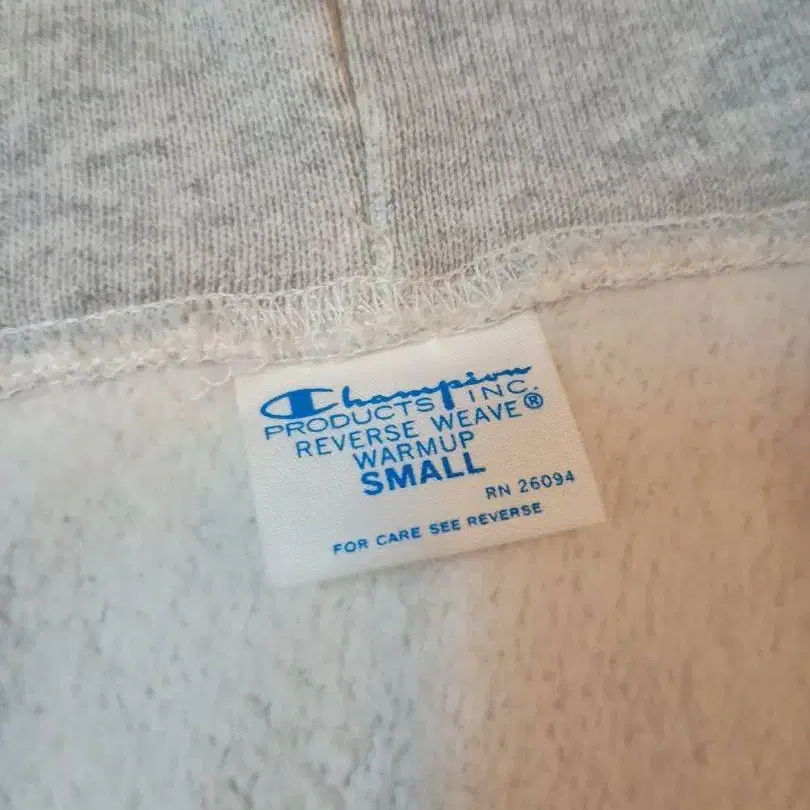 Champion
PRODUCTS INC.
REVERSE WEAVE®
WARMUP
SMALL
RN 26094
FOR CARE SEE REVERSE